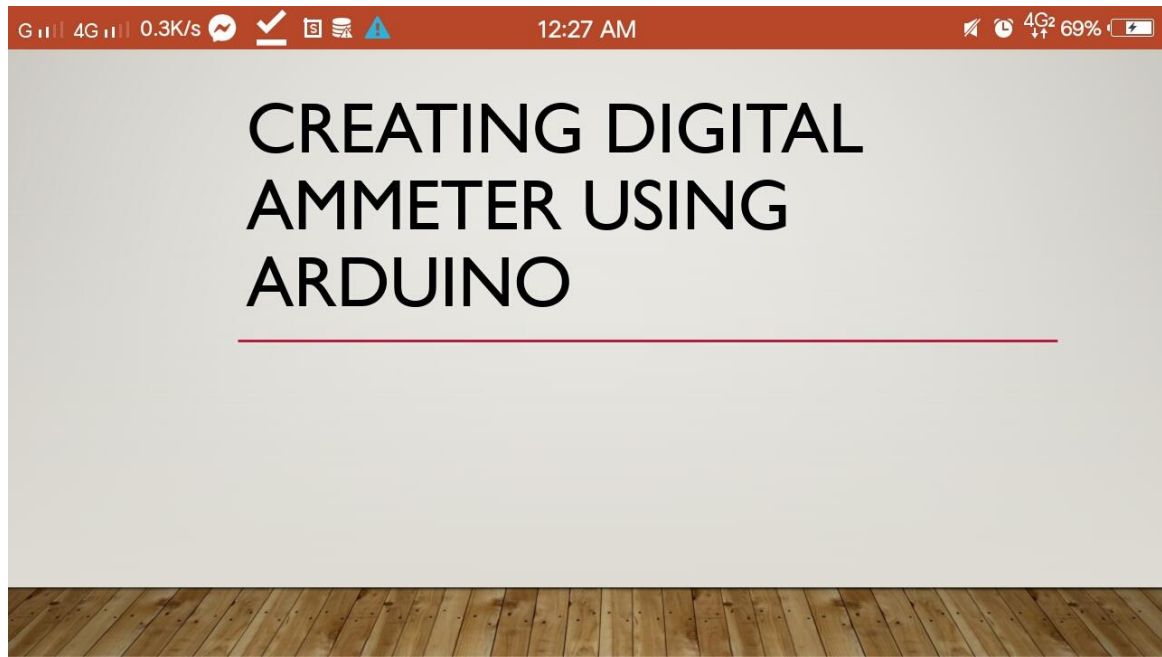 G 4G 0.3K/s 12:27 AM 4G2 69%
CREATING DIGITAL
AMMETER USING
ARDUINO